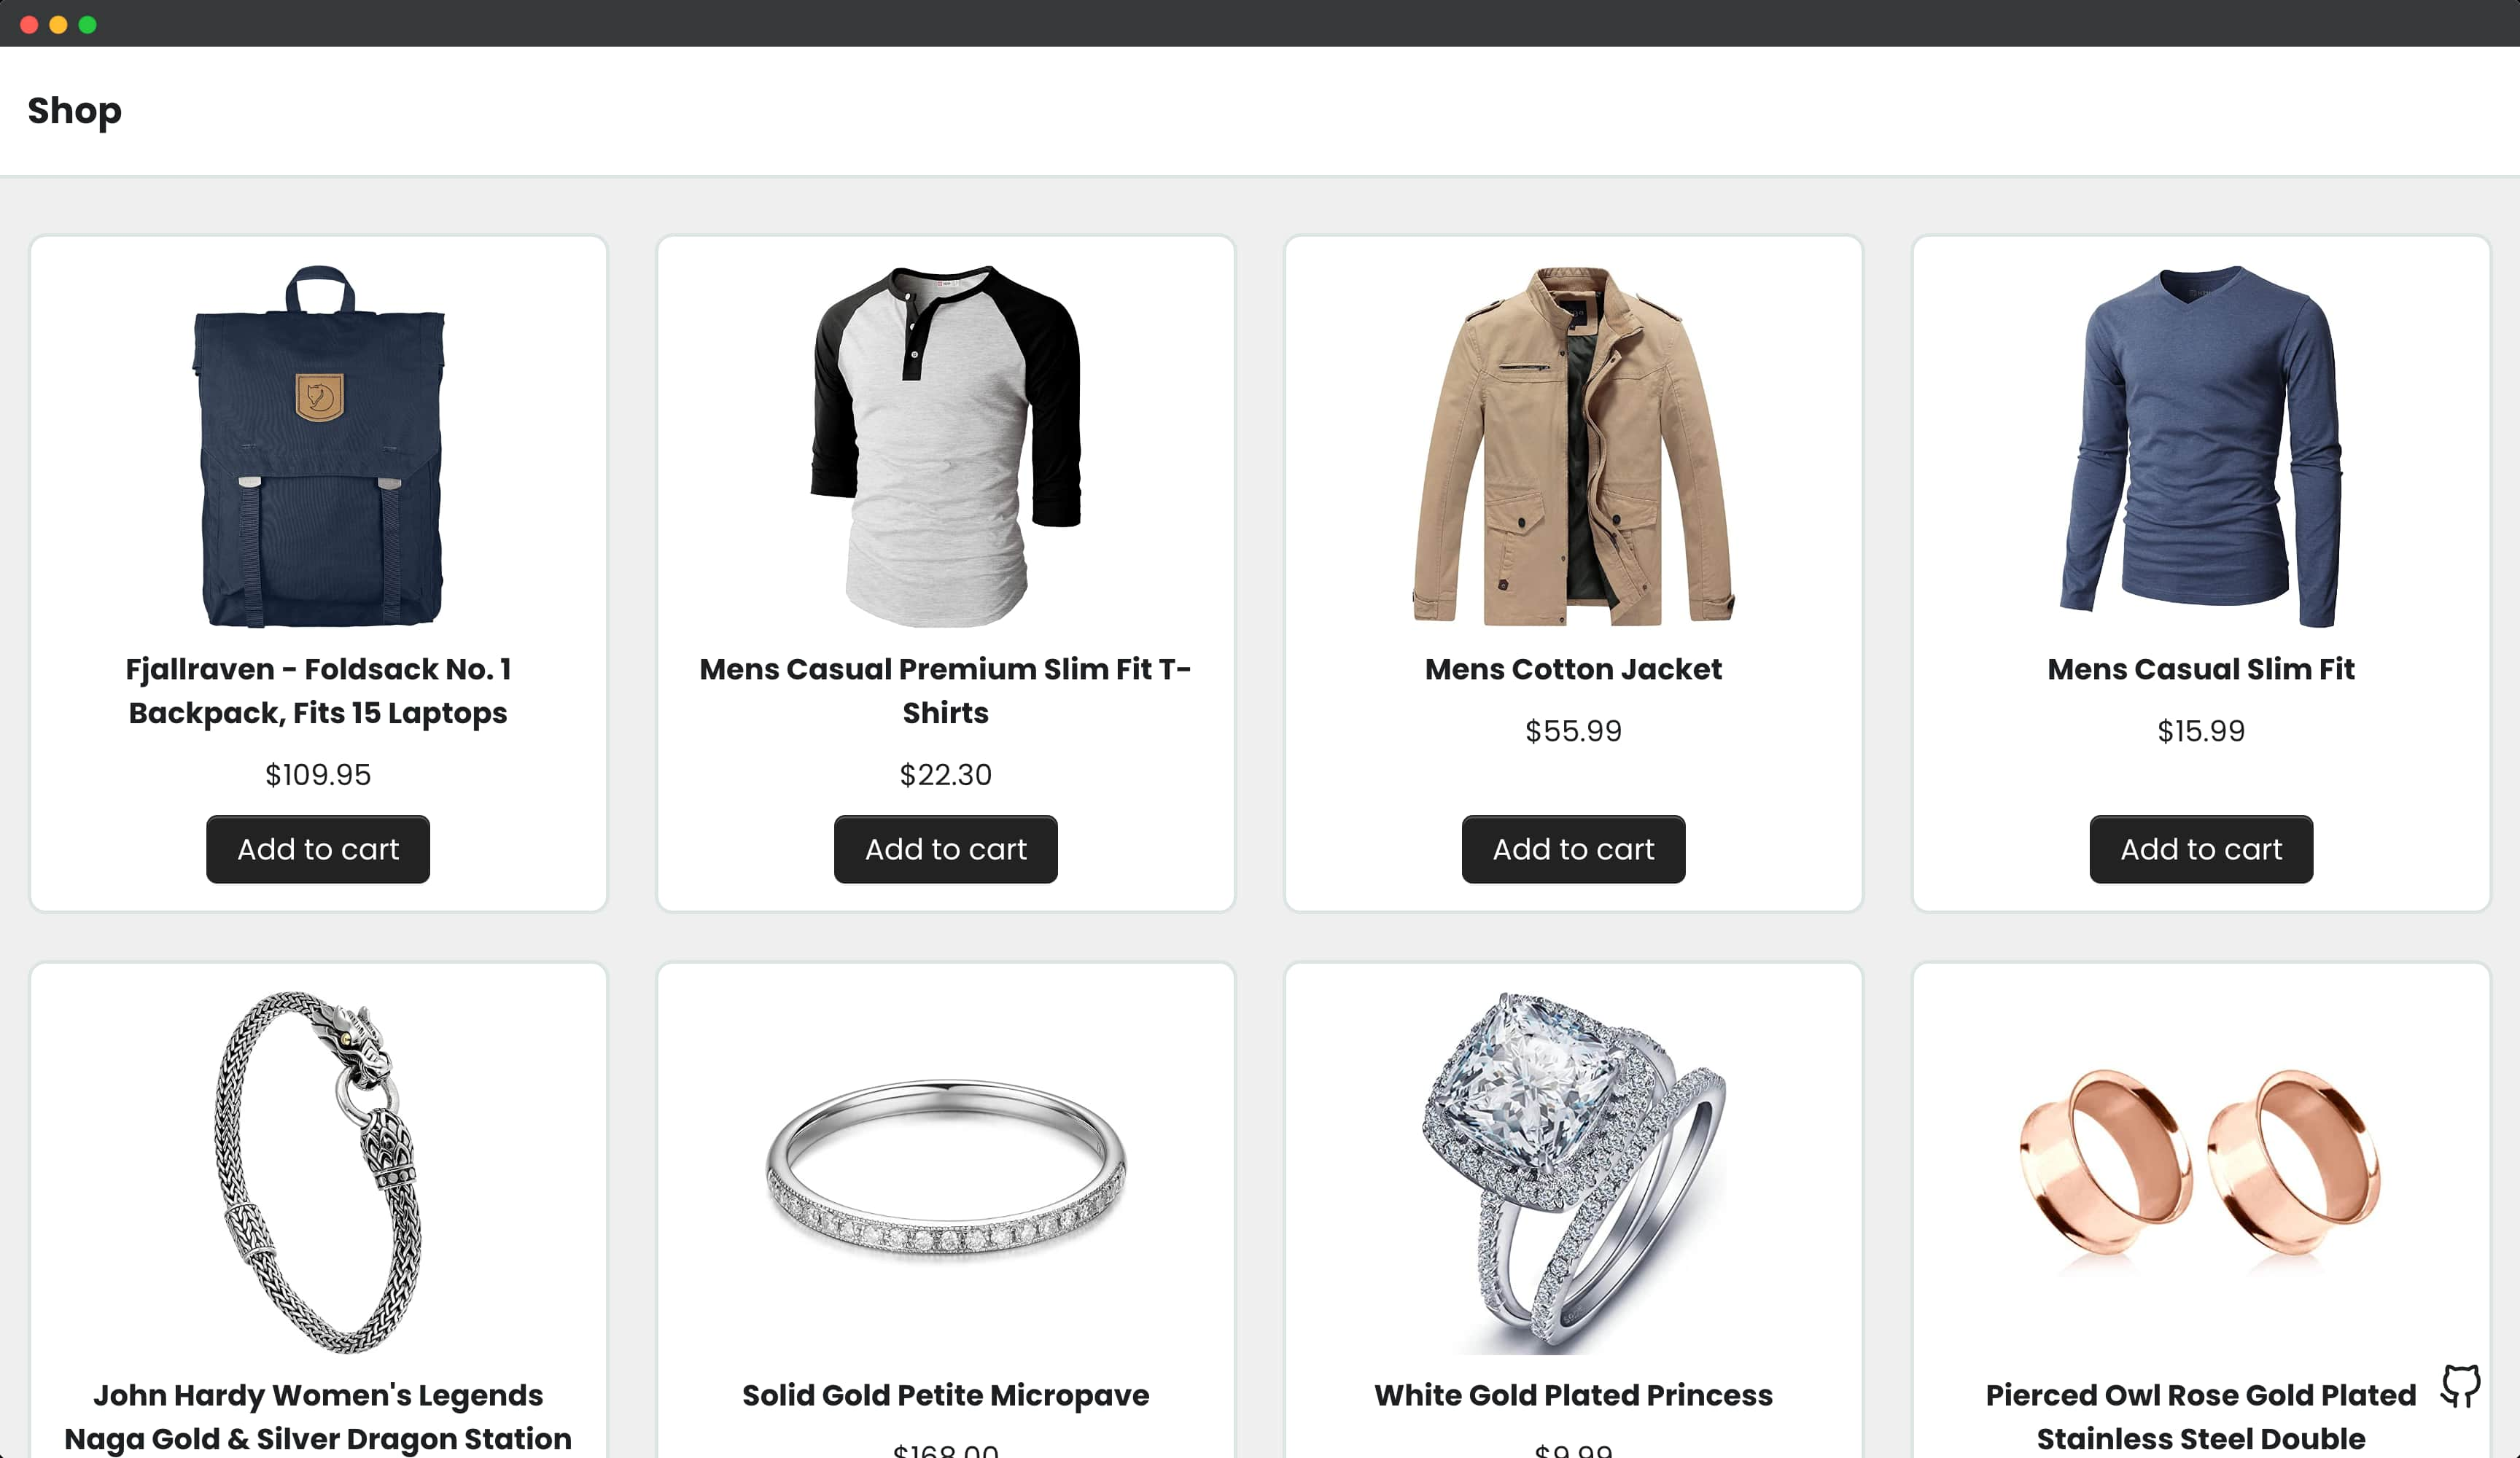 Shop
Fjallraven - Foldsack No. 1
Backpack, Fits 15 Laptops
$109.95
Add to cart
Mens Casual Premium Slim Fit T-
Shirts
$22.30
Add to cart
Mens Cotton Jacket
$55.99
Add to cart
Mens Casual Slim Fit
$15.99
Add to cart
John Hardy Women's Legends
Naga Gold & Silver Dragon Station
Solid Gold Petite Micropave
$168.00
White Gold Plated Princess
$9.99
Pierced Owl Rose Gold Plated
Stainless Steel Double